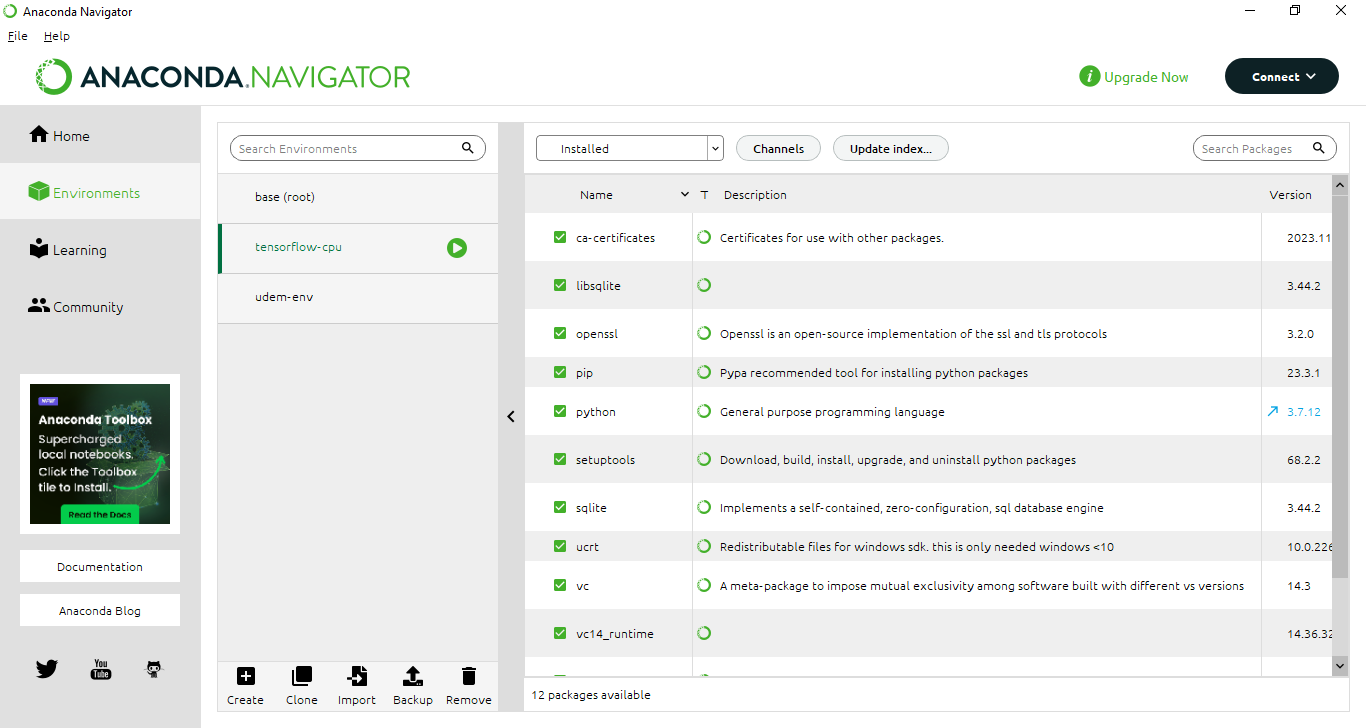 Anaconda Navigator
File Help
ANACONDA.NAVIGATOR
i Upgrade Now
Connect
Home
Environments
Learning
Community
NEW
Anaconda Toolbox
Supercharged
local notebooks.
Click the Toolbox
tile to Install.
Read the Docs
Documentation
Anaconda Blog
You
Tube
Search Environments
base (root)
tensorflow-cpu
udem-env
Create Clone Import Backup Remove
Installed Channels Update index... Search Packages
Name T Description Version
ca-certificates Certificates for use with other packages. 2023.11
libsqlite 3.44.2
openssl Openssl is an open-source implementation of the ssl and tls protocols 3.2.0
pip Pypa recommended tool for installing python packages 23.3.1
python General purpose programming language 3.7.12
setuptools Download, build, install, upgrade, and uninstall python packages 68.2.2
sqlite Implements a self-contained, zero-configuration, sql database engine 3.44.2
ucrt Redistributable files for windows sdk. this is only needed windows <10 10.0.226
vc A meta-package to impose mutual exclusivity among software built with different vs versions 14.3
vc14_runtime 14.36.32
12 packages available